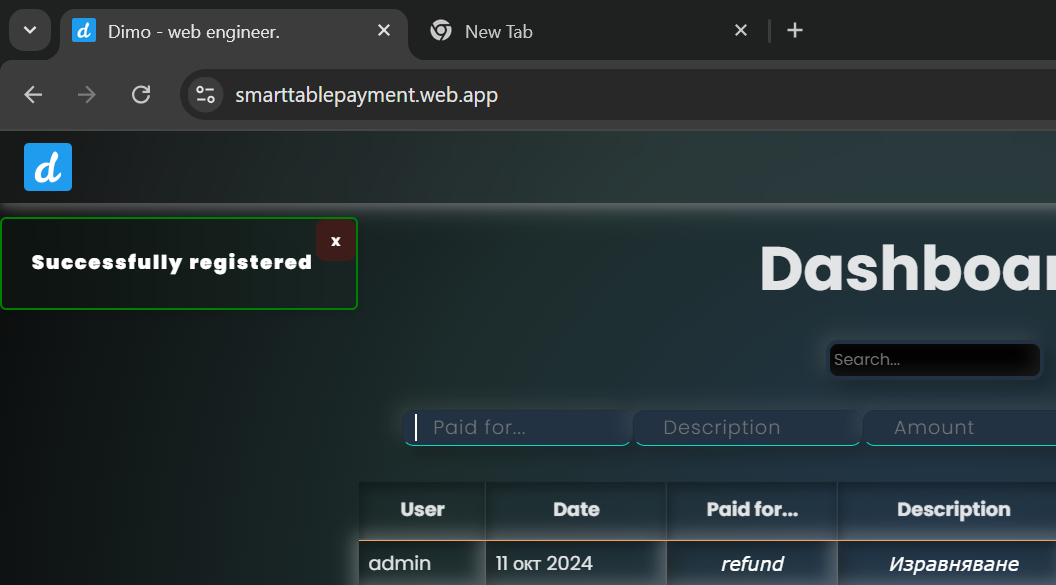 d Dimo - web engineer.
New Tab
smarttablepayment.web.app
d
x
Successfully registered
Dashboar
Search...
Paid for...
Description
Amount
User Date Paid for... Description
admin 11 окт 2024 refund Изравняване